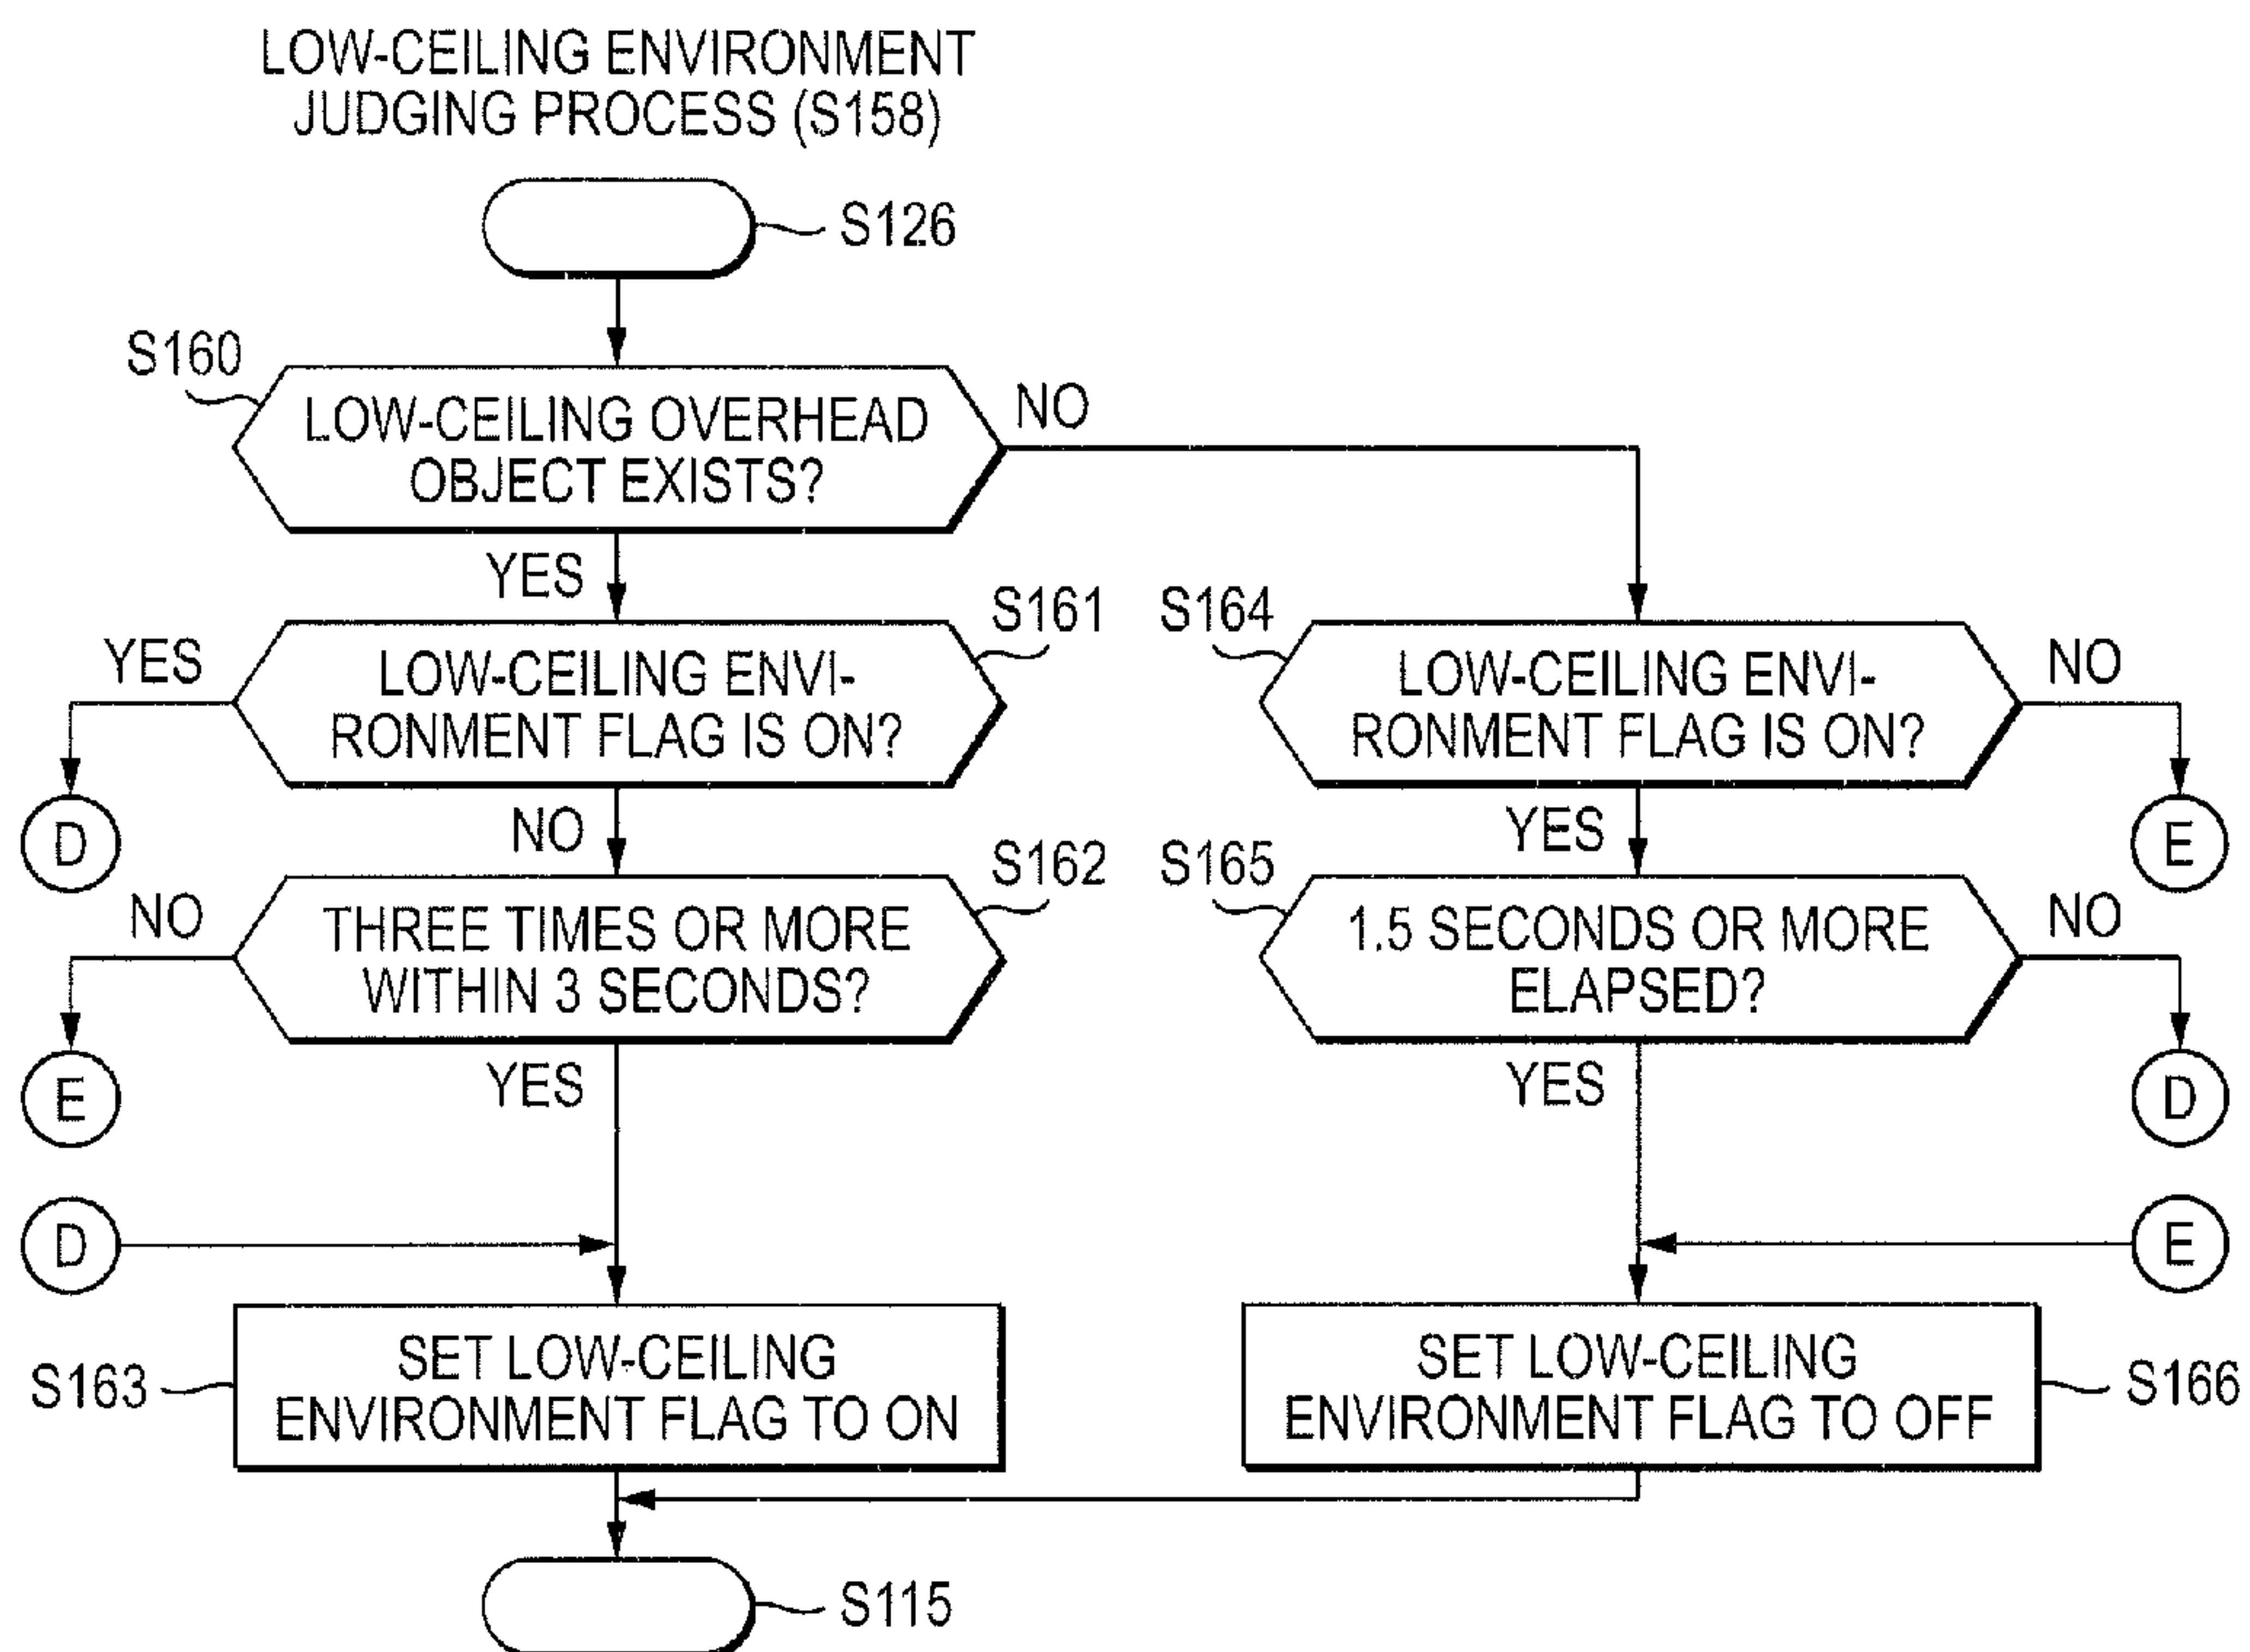 LOW-CEILING ENVIRONMENT
JUDGING PROCESS (S158)
S126
S160
LOW-CEILING OVERHEAD
OBJECT EXISTS?
NO
YES
S161
LOW-CEILING ENVI-
RONMENT FLAG IS ON?
YES
D
NO
S164
LOW-CEILING ENVI-
RONMENT FLAG IS ON?
NO
E
YES
S162
THREE TIMES OR MORE
WITHIN 3 SECONDS?
NO
E
YES
S165
1.5 SECONDS OR MORE
ELAPSED?
NO
D
YES
D
E
S163
SET LOW-CEILING
ENVIRONMENT FLAG TO ON
SET LOW-CEILING
ENVIRONMENT FLAG TO OFF
S166
S115